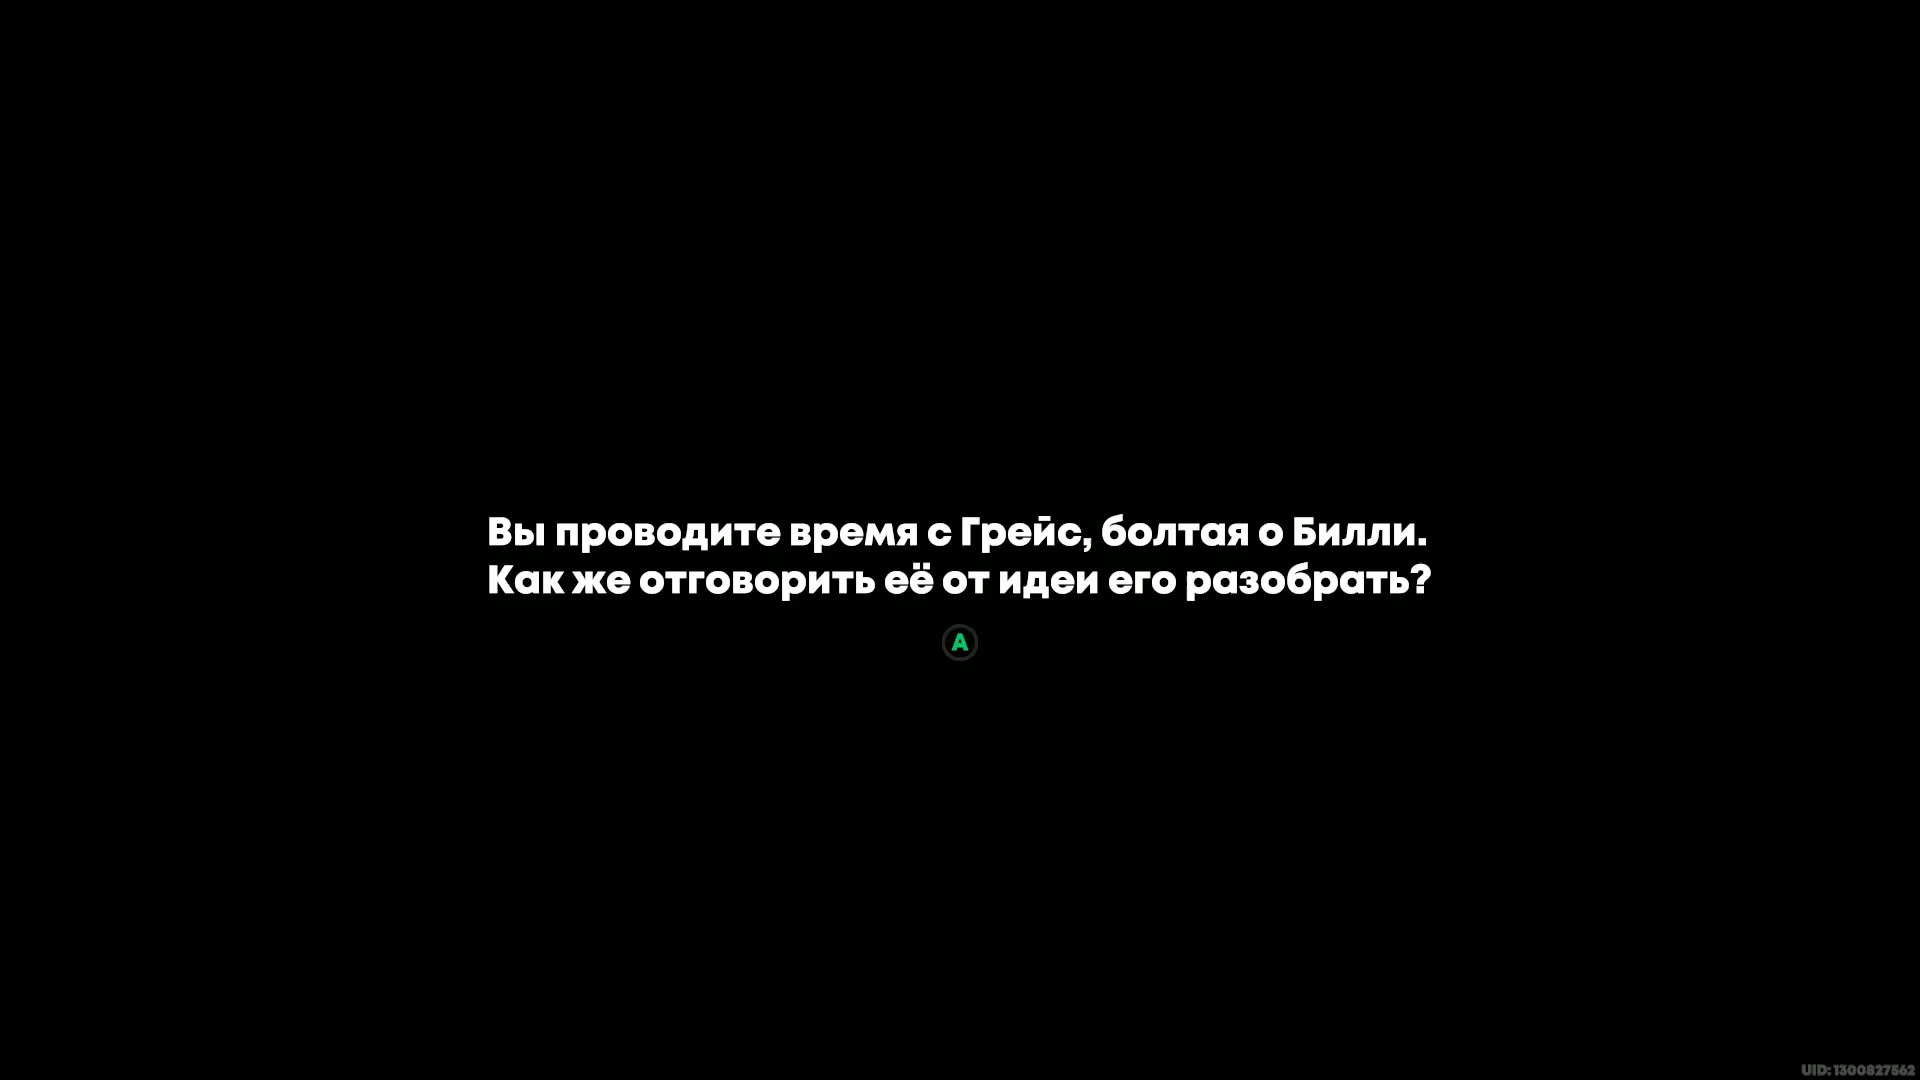 Вы проводите время с Грейс, болтая о Билли.
Как же отговорить её от идеи его разобрать?
A
UID: 1300827562